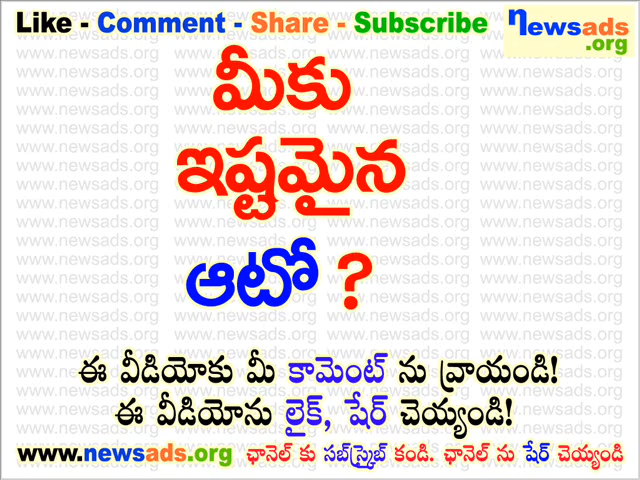 Like - Comment - Share - Subscribe
newsads
.org
మీకు
ఇష్టమైన
ఆటో ?
ఈ వీడియోకు మీ కామెంట్ ను వ్రాయండి!
ఈ వీడియోను లైక్, షేర్ చెయ్యండి!
www.newsads.org ఛానెల్ కు సబ్‌స్క్రైబ్ కండి. ఛానెల్ ను షేర్ చెయ్యండి